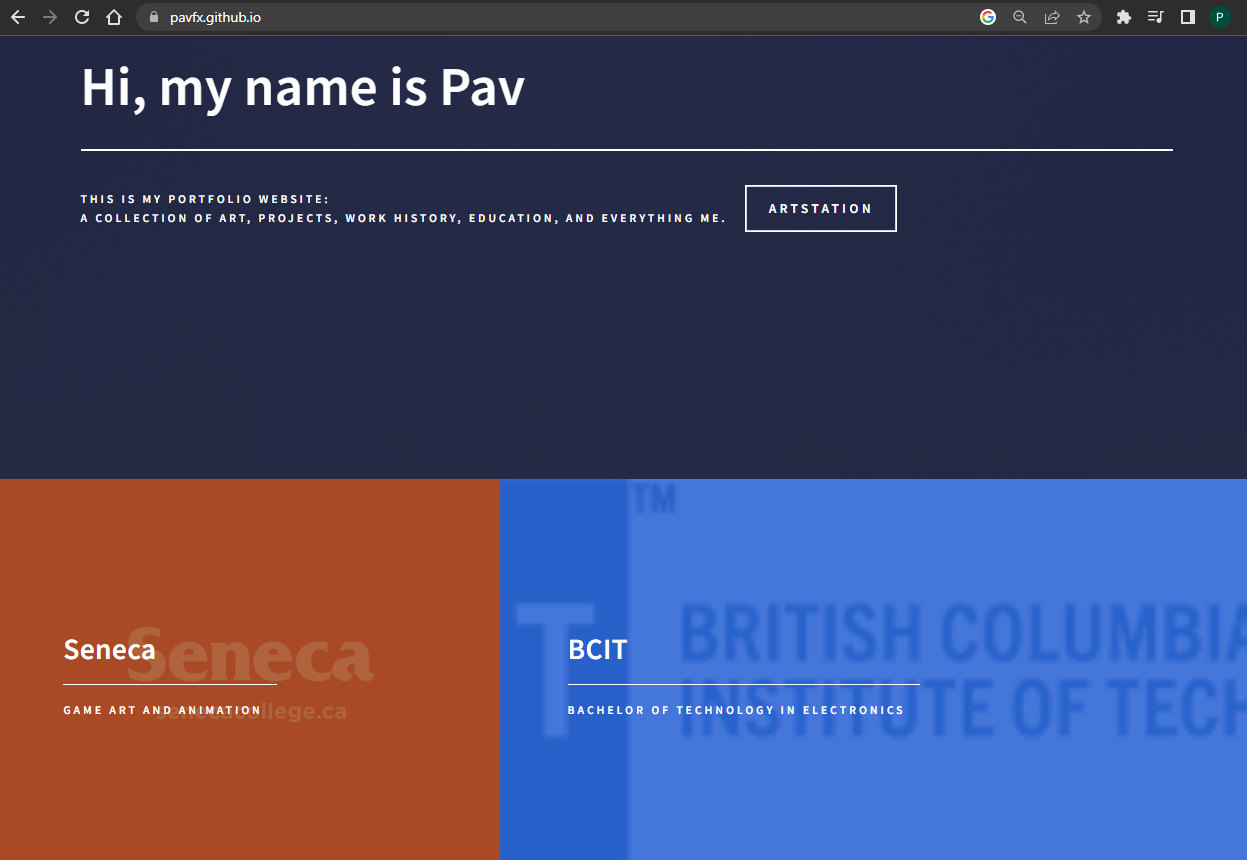 pavfx.github.io
P
Hi, my name is Pav
THIS IS MY PORTFOLIO WEBSITE:
A COLLECTION OF ART, PROJECTS, WORK HISTORY, EDUCATION, AND EVERYTHING ME.
ARTSTATION
Seneca
Seneca
GAME ART AND ANIMATION
senecacollege.ca
TM
T
BRITISH COLUMBIA
INSTITUTE OF TECH
BCIT
BACHELOR OF TECHNOLOGY IN ELECTRONICS